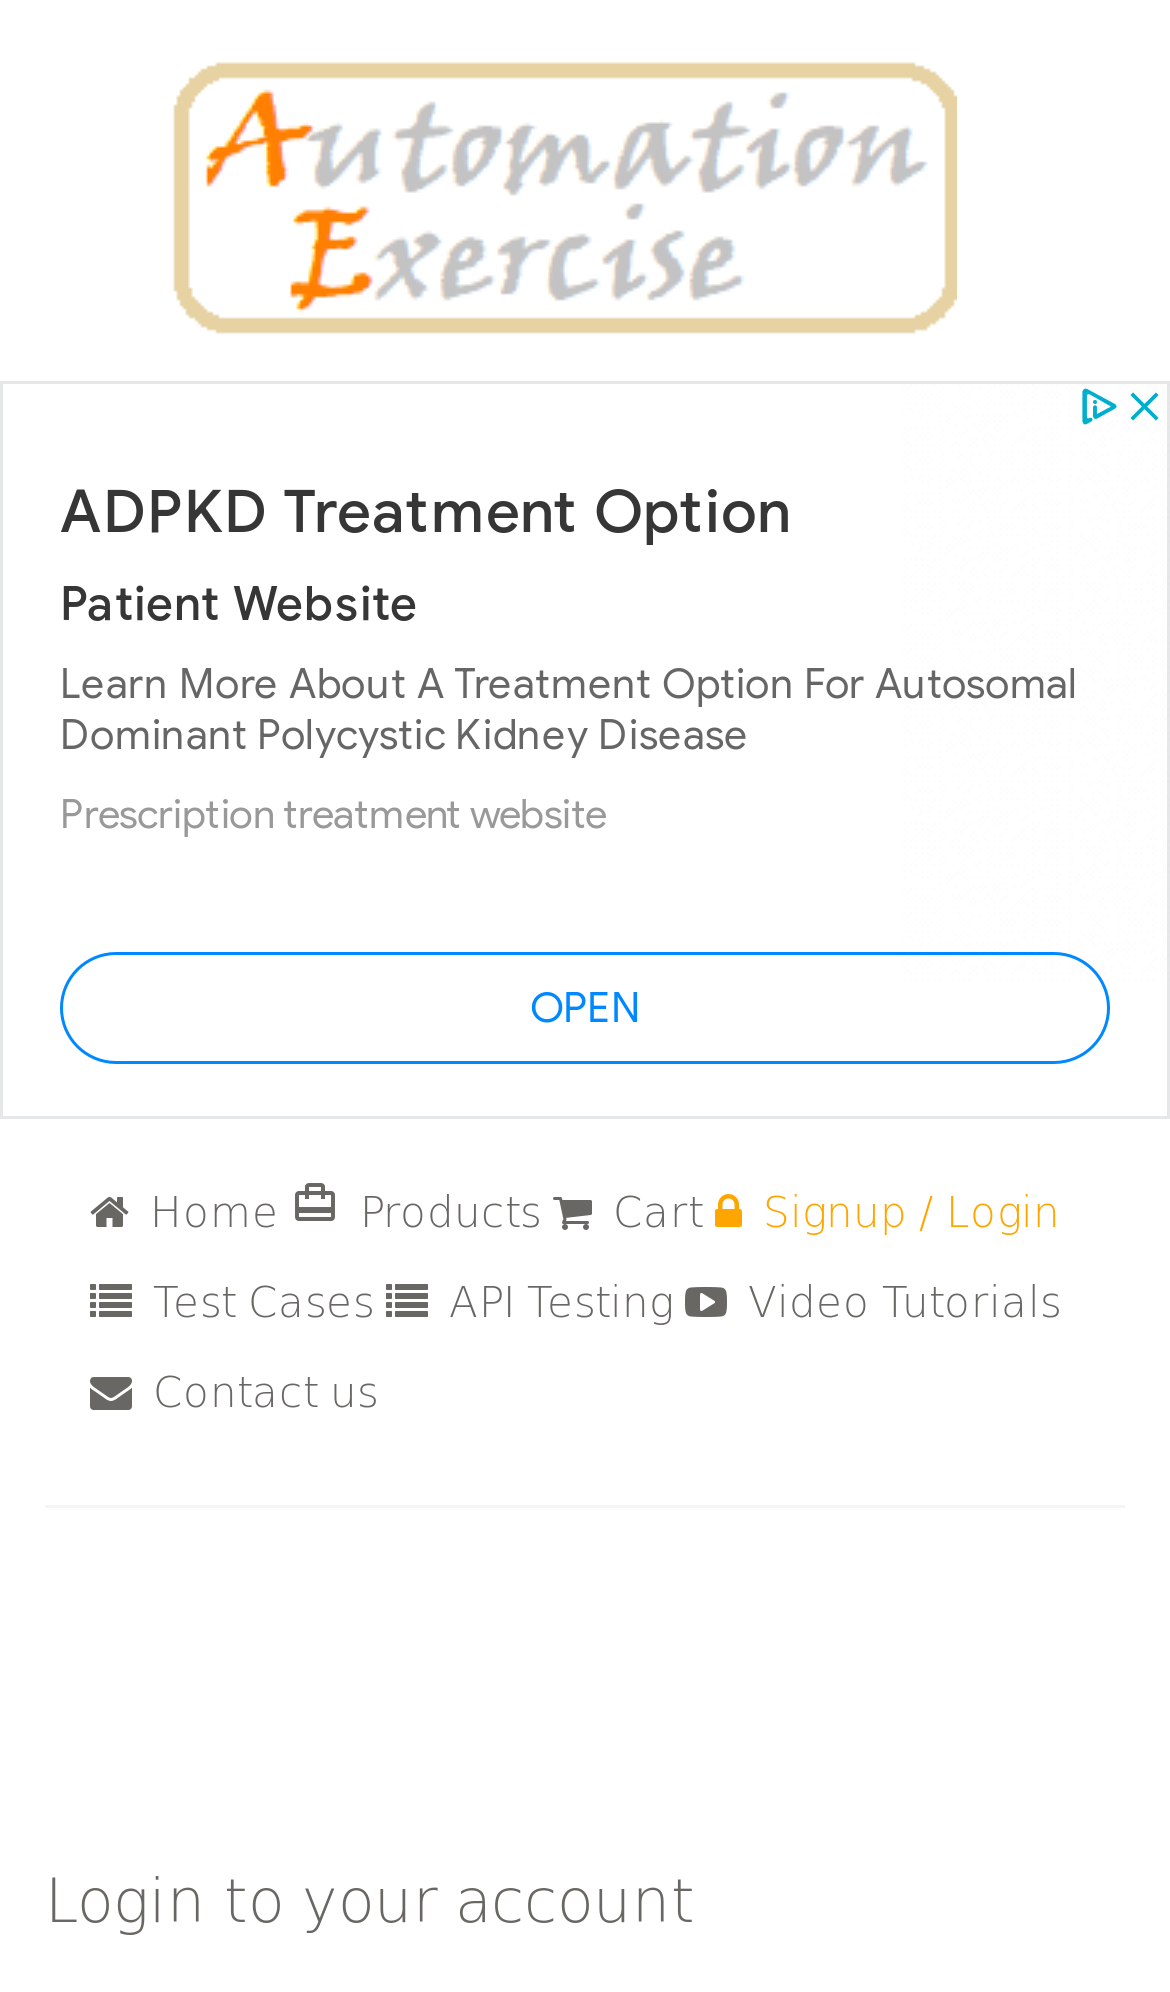 Automation
Exercise
ADPKD Treatment Option
Patient Website
Learn More About A Treatment Option For Autosomal
Dominant Polycystic Kidney Disease
Prescription treatment website
OPEN
Home Products Cart Signup / Login
Test Cases API Testing Video Tutorials
Contact us
Login to your account